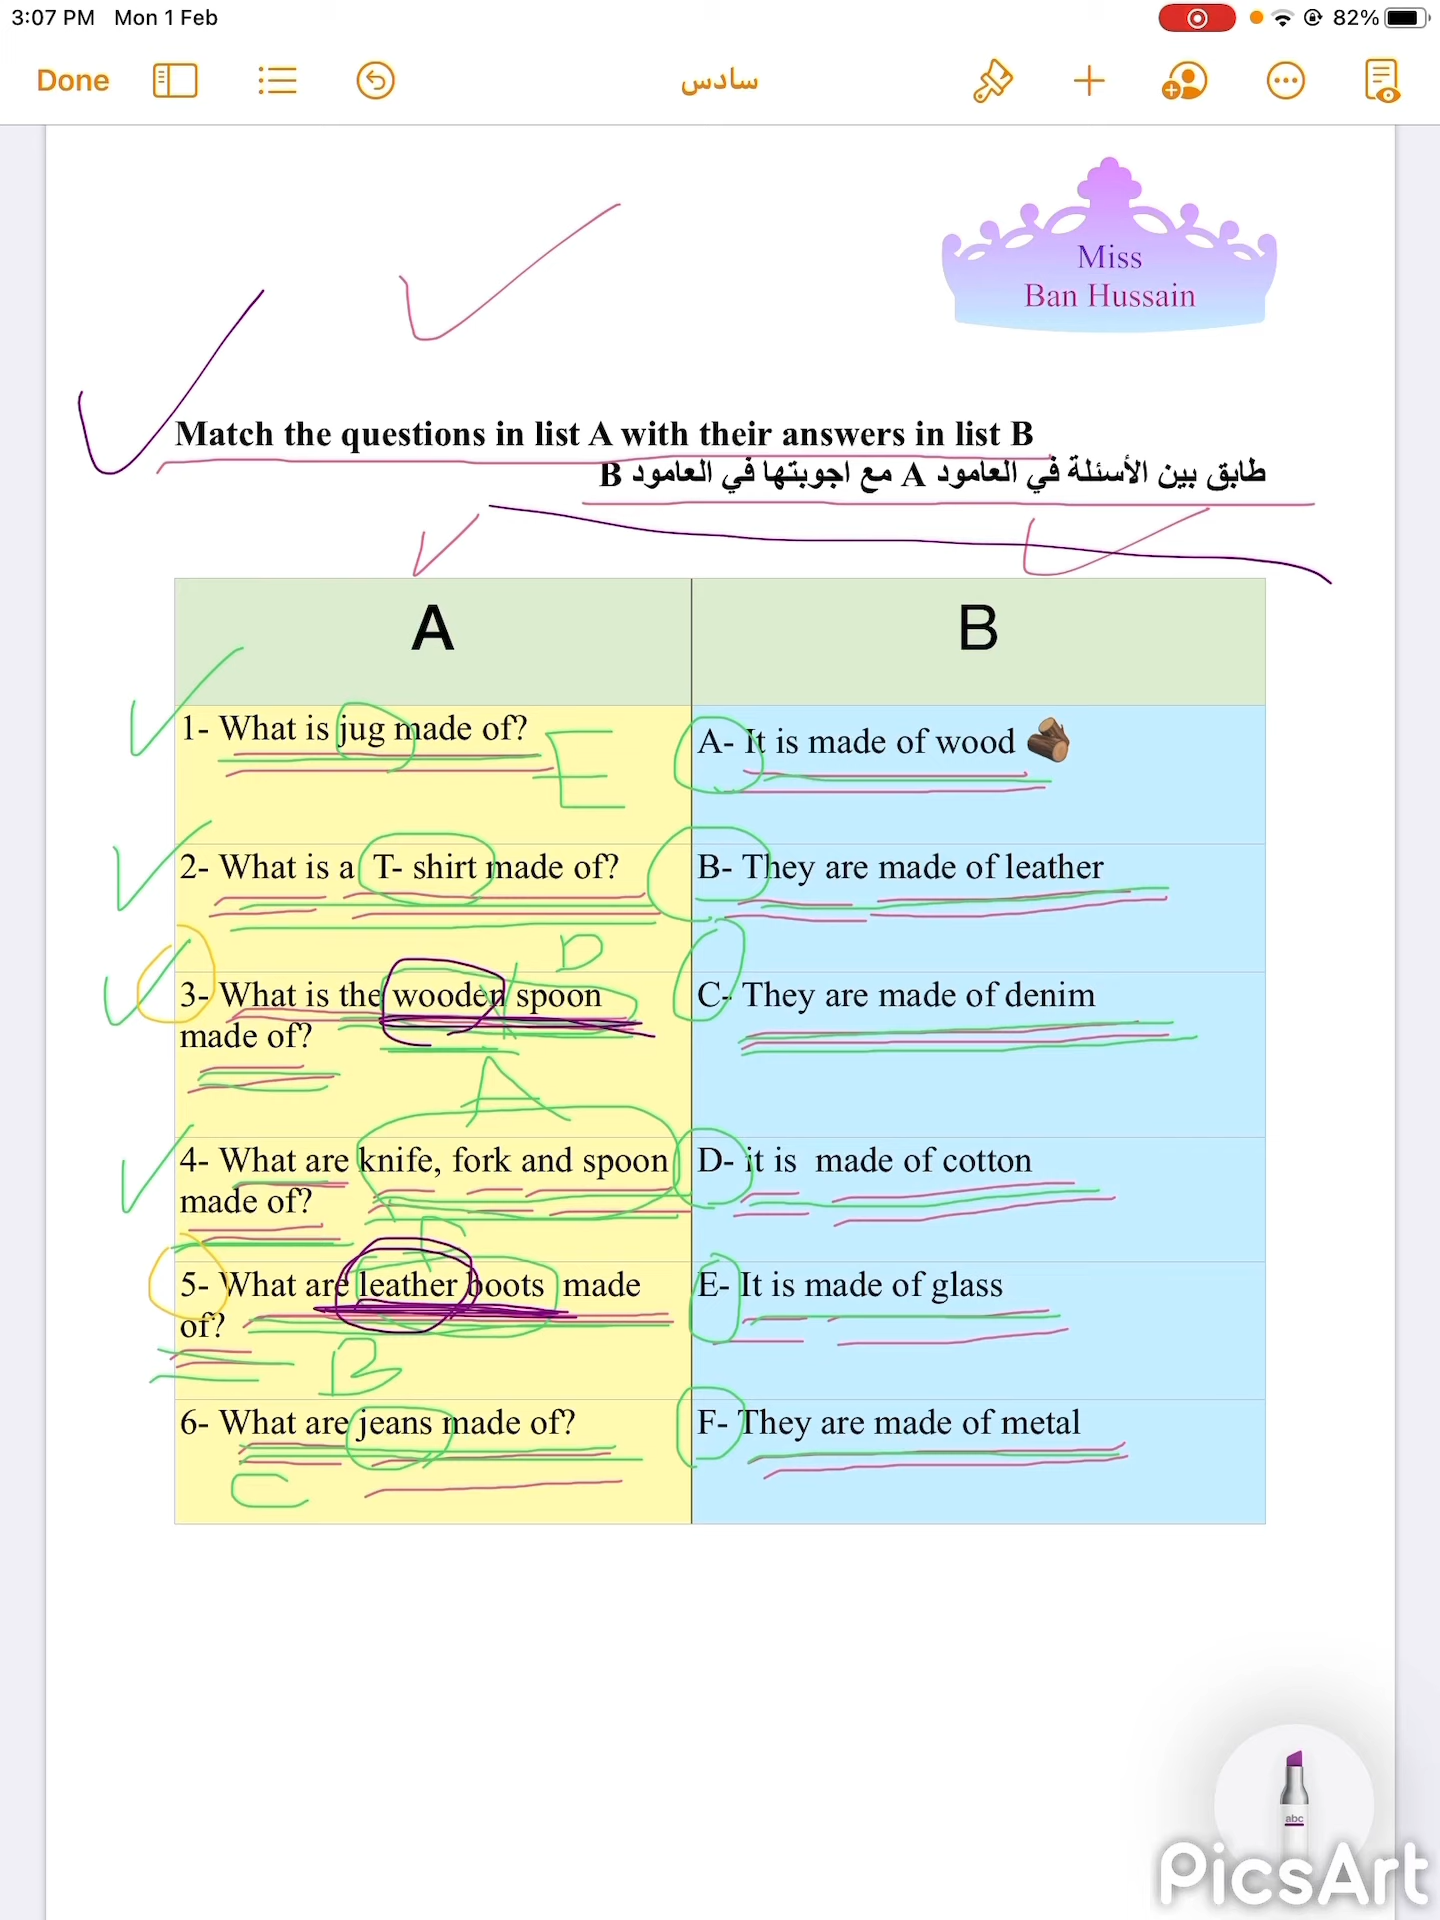 3:07 PM Mon 1 Feb
82%
Done
سادس
Miss
Ban Hussain
Match the questions in list A with their answers in list B
طابق بين الأسئلة في العامود A مع اجوبتها في العامود B
A
B
1- What is jug made of?
E
A- It is made of wood
2- What is a T- shirt made of?
D
B- They are made of leather
3- What is the wooden spoon
made of?
A
C- They are made of denim
4- What are knife, fork and spoon
made of?
F
D- it is made of cotton
5- What are leather boots made
of?
B
E- It is made of glass
6- What are jeans made of?
C
F- They are made of metal
abc
PicsArt